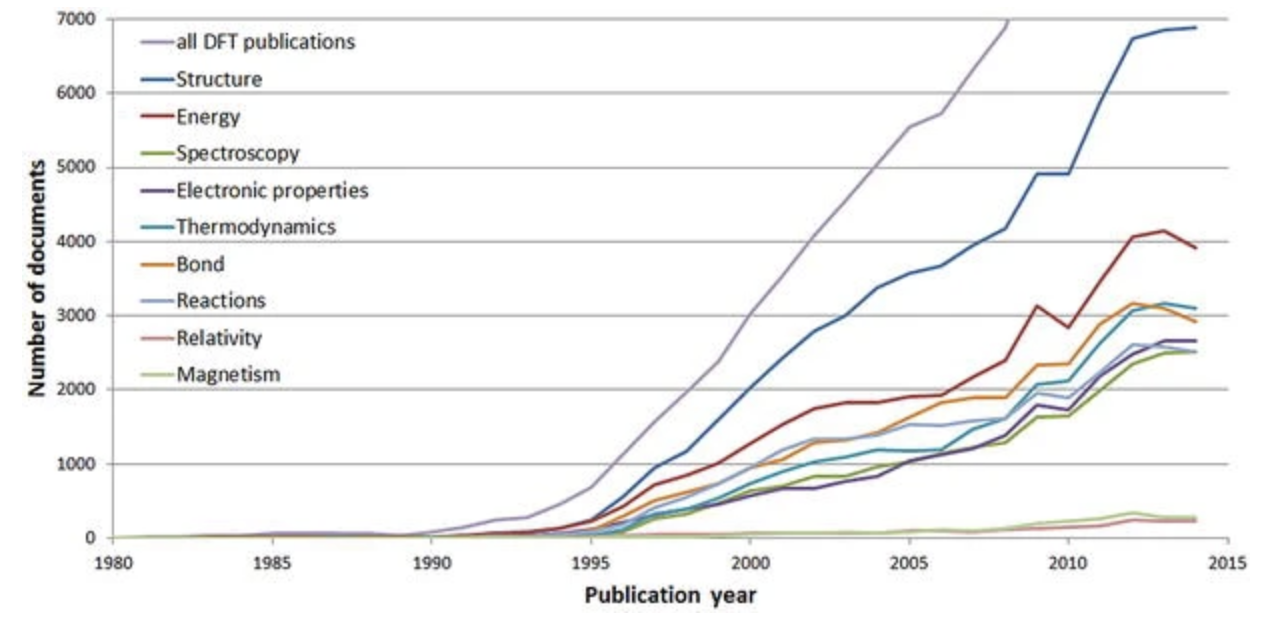 7000
6000
5000
4000
3000
2000
1000
0
Number of documents
all DFT publications
Structure
Energy
Spectroscopy
Electronic properties
Thermodynamics
Bond
Reactions
Relativity
Magnetism
1980 1985 1990 1995 2000 2005 2010 2015
Publication year